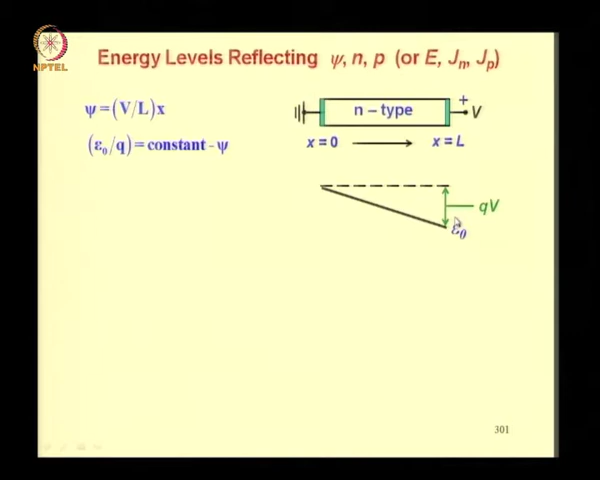 NPTEL
Energy Levels Reflecting ψ, n, p (or E, Jn, Jp)
ψ = (V/L)x
(ε₀/q) = constant - ψ
n – type
+
V
x = 0
x = L
qV
ε₀
301